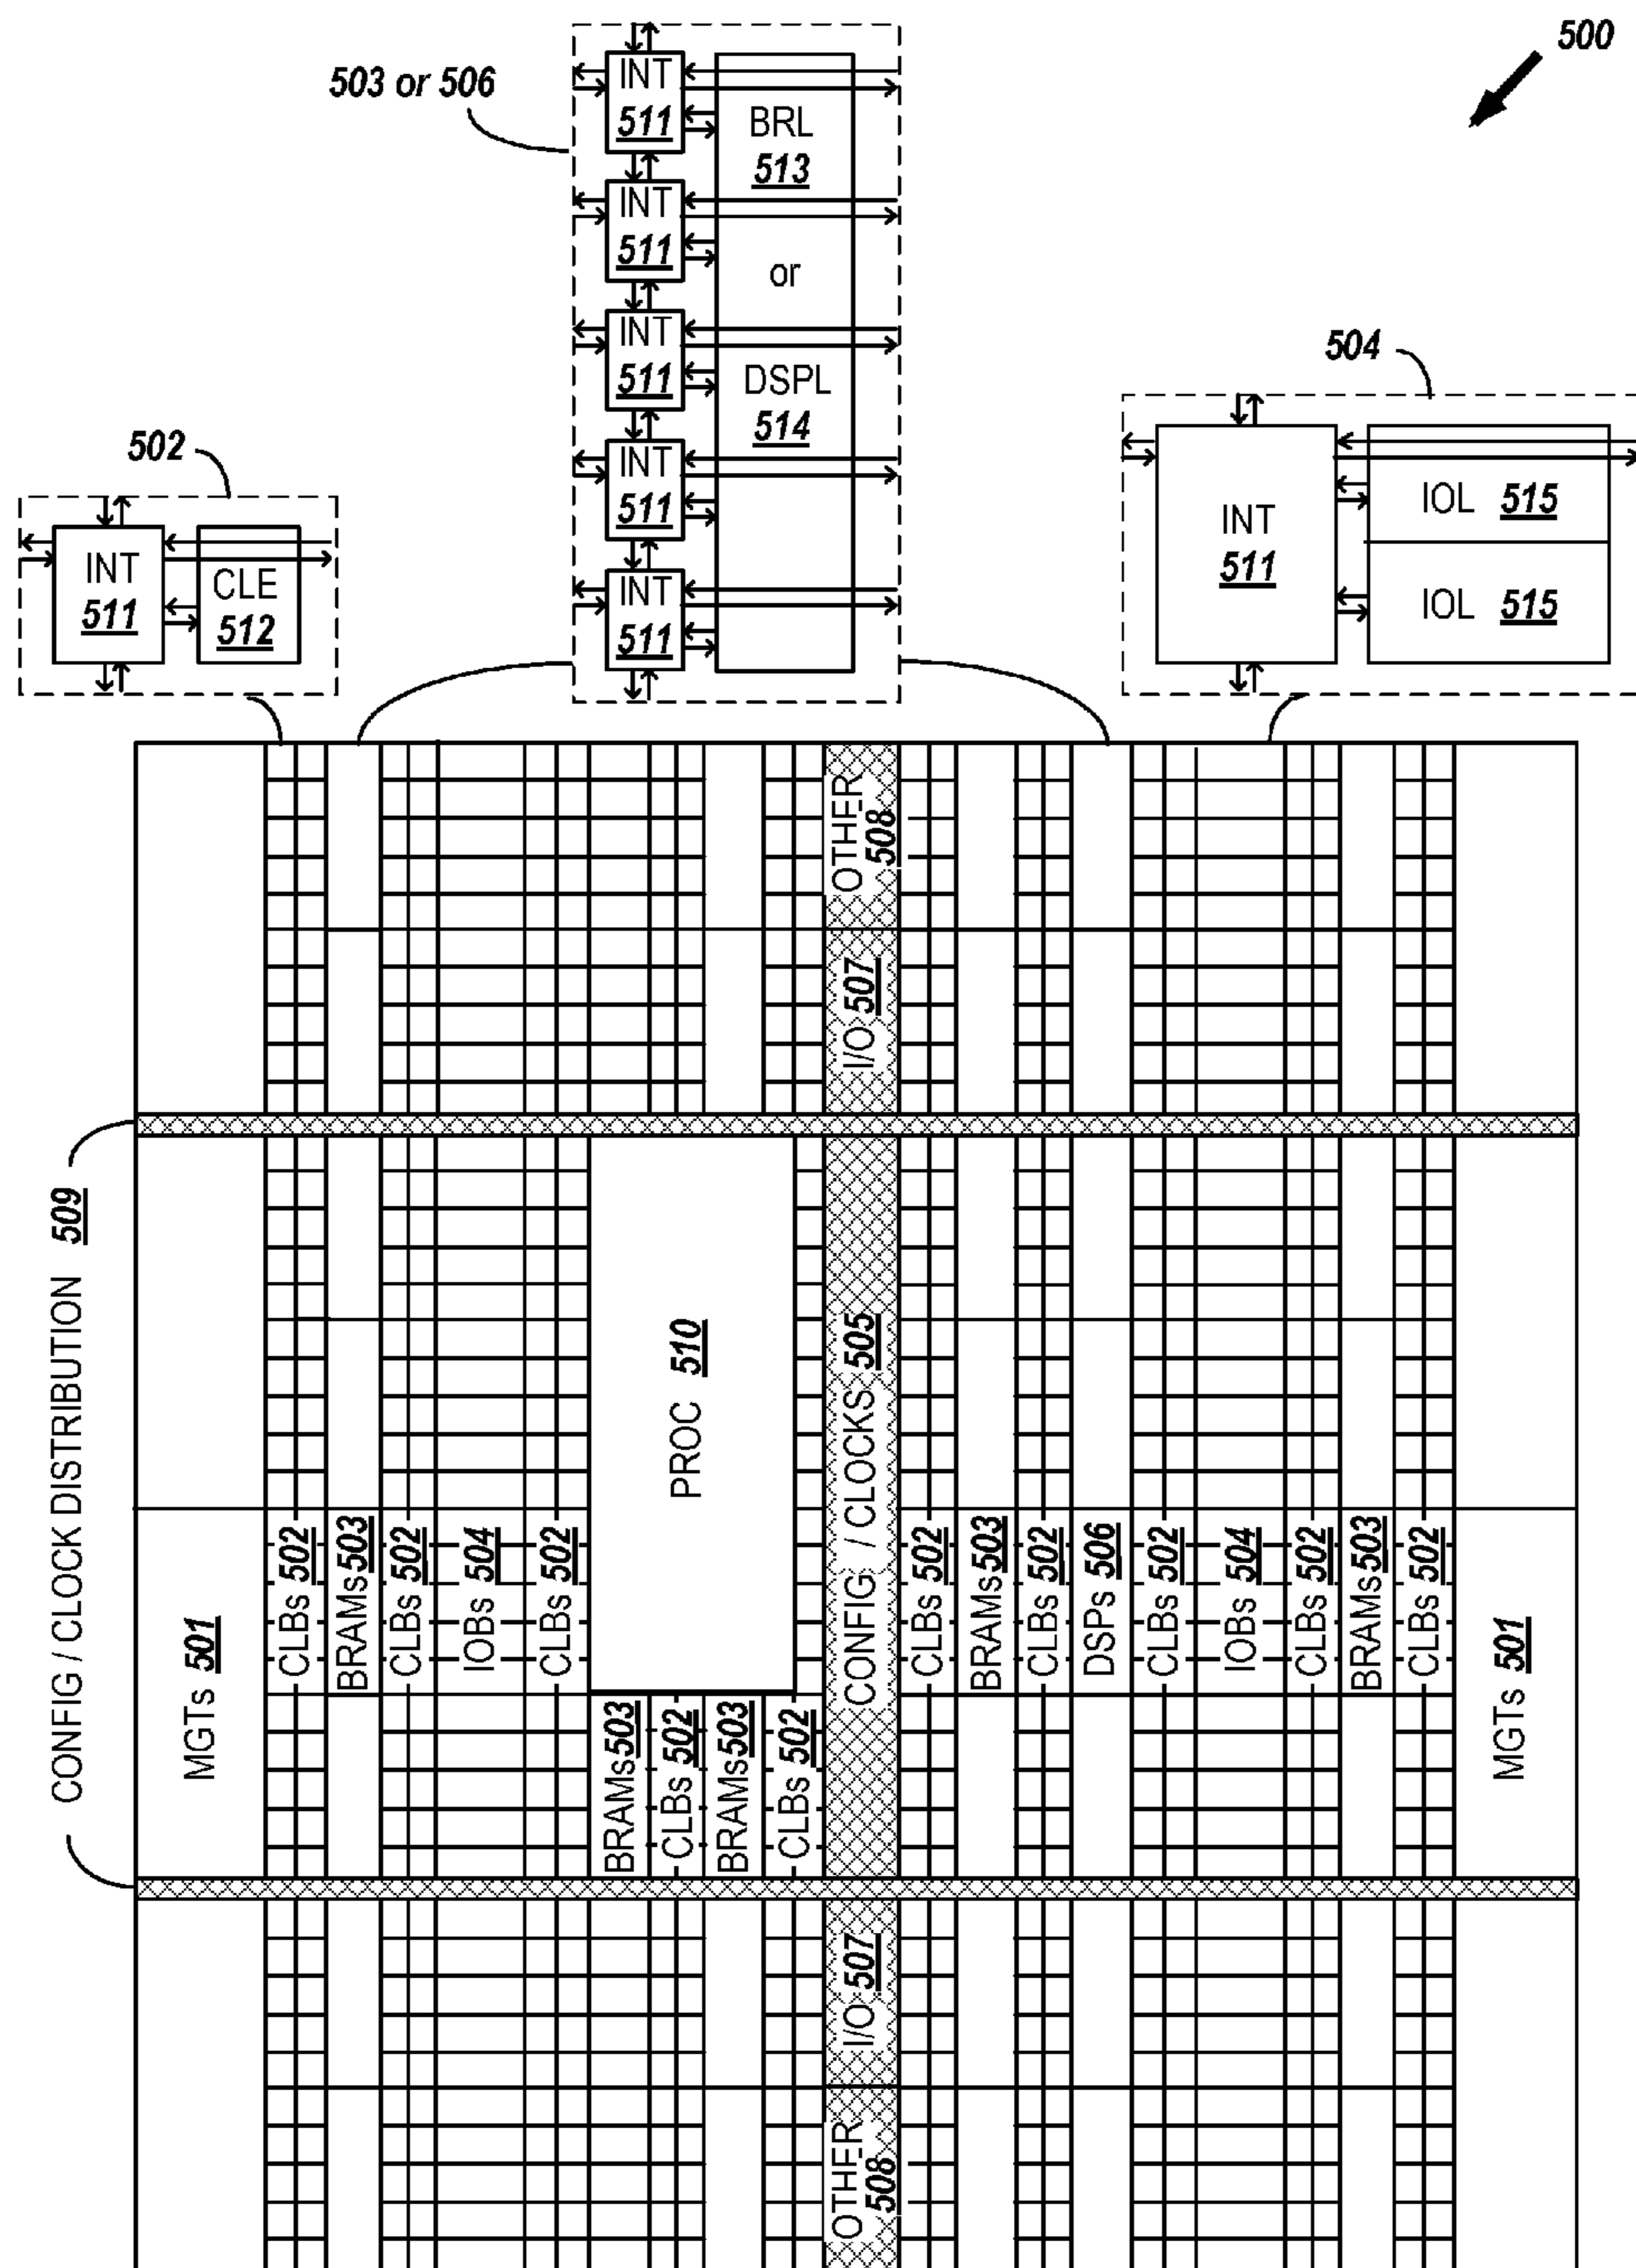 500
503 or 506
INT
511
INT
511
INT
511
INT
511
INT
511
BRL
513
or
DSPL
514
502
INT
511
CLE
512
504
INT
511
IOL 515
IOL 515
OTHER
508
I/O 507
CONFIG / CLOCK DISTRIBUTION 509
PROC 510
CONFIG / CLOCKS 505
MGTs 501
CLBs 502
BRAMs 503
CLBs 502
IOBs 504
CLBs 502
BRAMs 503
CLBs 502
BRAMs 503
CLBs 502
CLBs 502
BRAMs 503
CLBs 502
DSPs 506
CLBs 502
IOBs 504
CLBs 502
BRAMs 503
CLBs 502
MGTs 501
I/O 507
OTHER
508